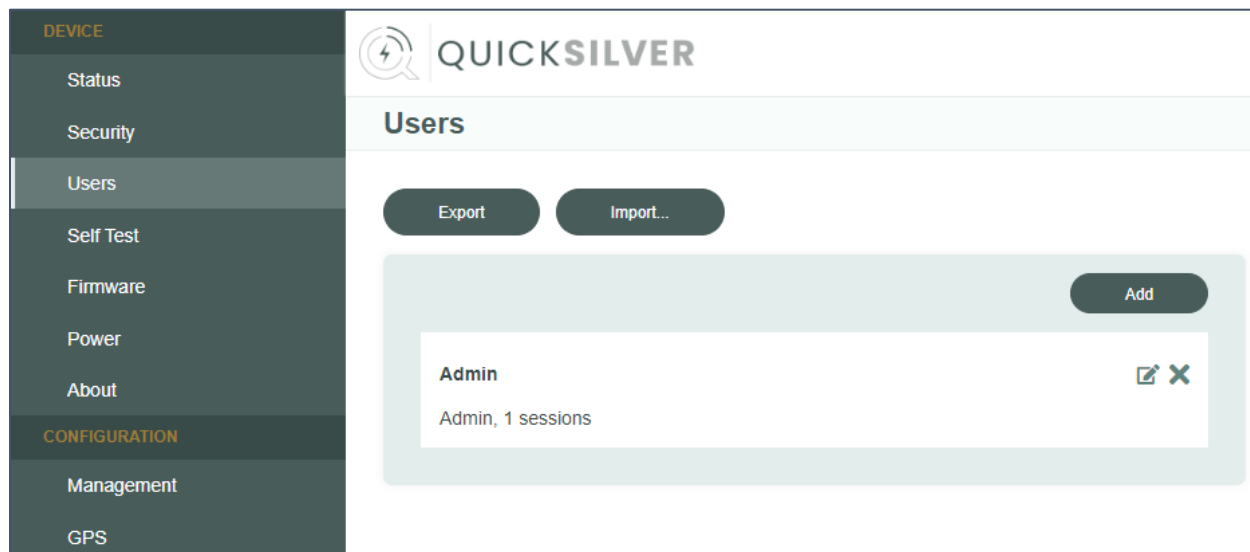 DEVICE
Status
Security
Users
Self Test
Firmware
Power
About
CONFIGURATION
Management
GPS
QUICKSILVER
Users
Export
Import...
Add
Admin
Admin, 1 sessions